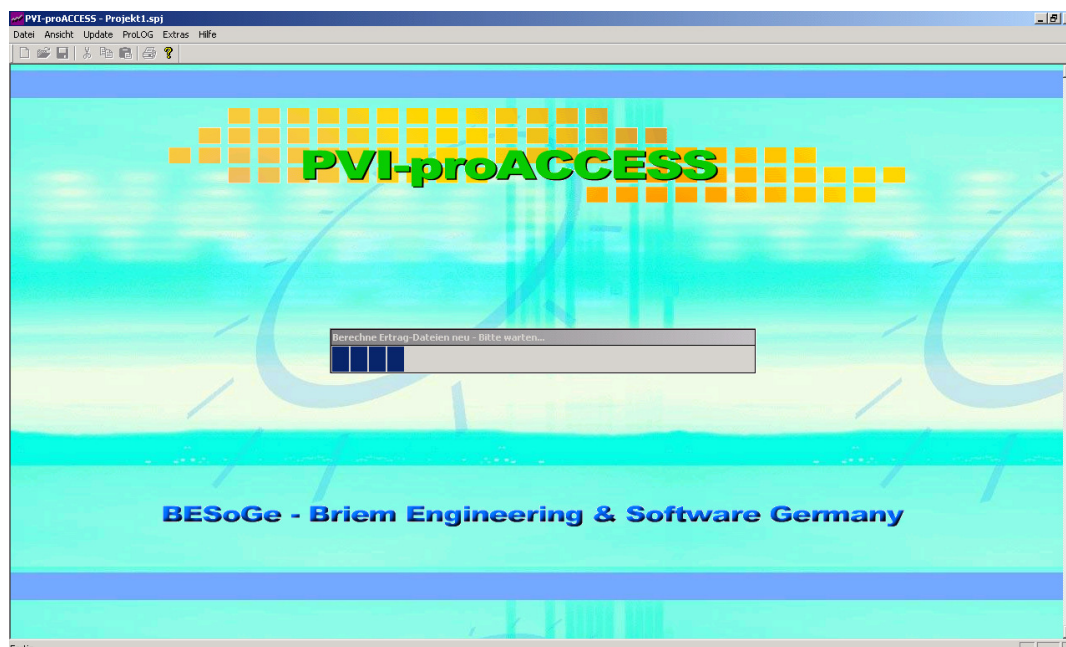 PVI-proACCESS - Projekt1.spj
Datei Ansicht Update ProLOG Extras Hilfe
PVI-proACCESS
Berechne Ertrag-Dateien neu - Bitte warten...
BESoGe - Briem Engineering & Software Germany